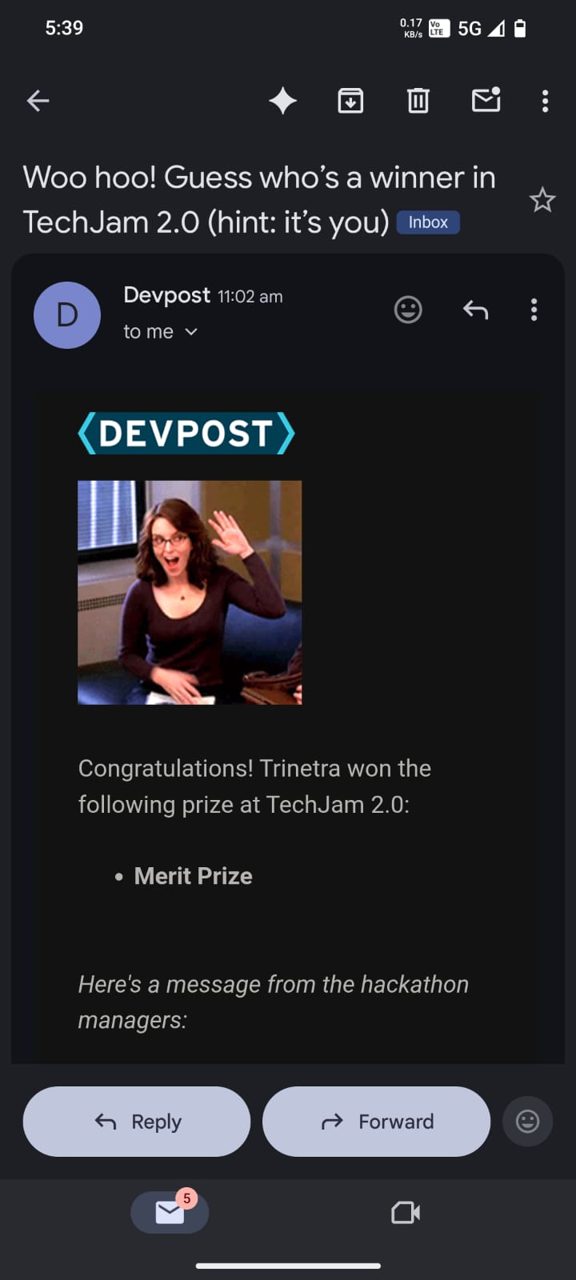 5:39
0.17 KB/s Vo LTE 5G
Woo hoo! Guess who’s a winner in
TechJam 2.0 (hint: it’s you) Inbox
D
Devpost 11:02 am
to me
DEVPOST
Congratulations! Trinetra won the
following prize at TechJam 2.0:
• Merit Prize
Here's a message from the hackathon
managers:
Reply
Forward
5